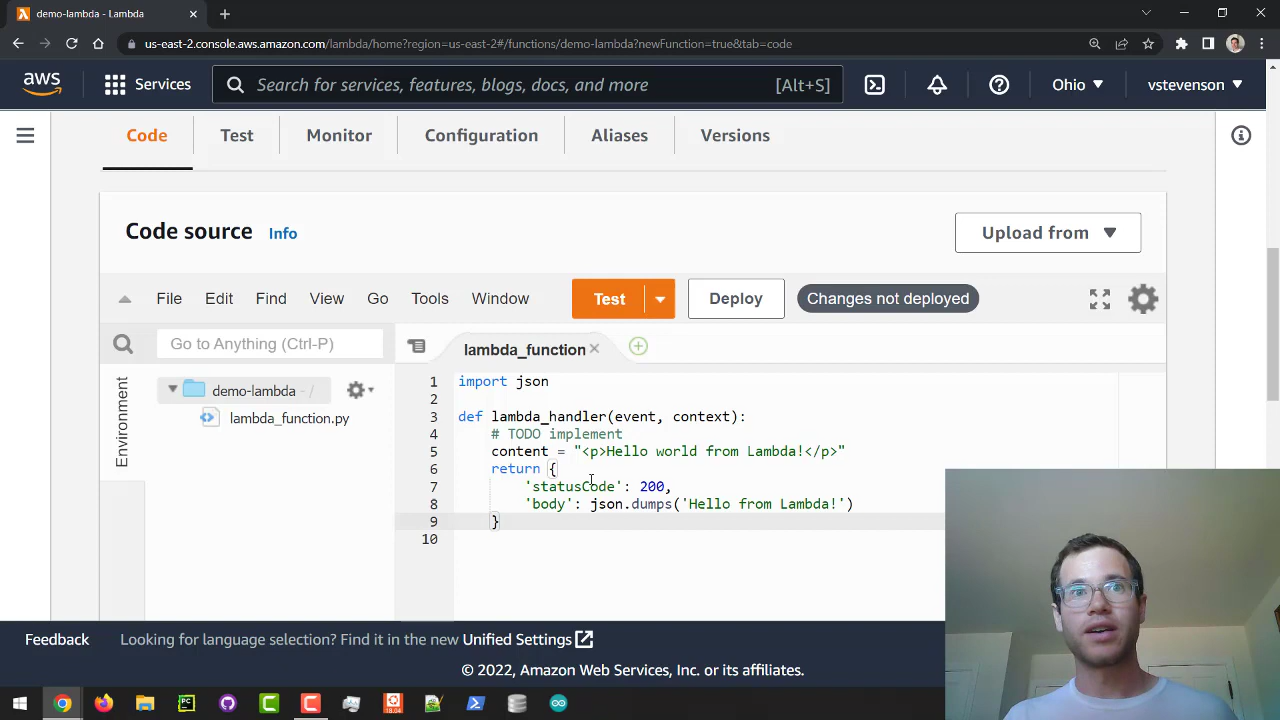 demo-lambda - Lambda
us-east-2.console.aws.amazon.com/lambda/home?region=us-east-2#/functions/demo-lambda?newFunction=true&tab=code
aws
Services
Search for services, features, blogs, docs, and more
[Alt+S]
Ohio
vstevenson
Code
Test
Monitor
Configuration
Aliases
Versions
Code source
Info
Upload from
File
Edit
Find
View
Go
Tools
Window
Test
Deploy
Changes not deployed
Go to Anything (Ctrl-P)
lambda_function
Environment
demo-lambda - /
lambda_function.py
1 import json
2
3 def lambda_handler(event, context):
4 # TODO implement
5 content = "<p>Hello world from Lambda!</p>"
6 return {
7 'statusCode': 200,
8 'body': json.dumps('Hello from Lambda!')
9 }
10
Feedback
Looking for language selection? Find it in the new Unified Settings
© 2022, Amazon Web Services, Inc. or its affiliates.
PC
18.04